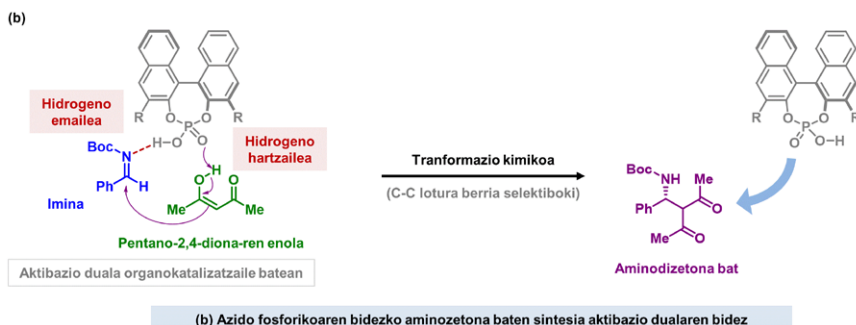 (b)
Hidrogeno
emailea
R
R
O
O
P
H
O
O
Hidrogeno
hartzailea
Boc
N
Ph
H
Imina
O
H
O
Me
Me
Pentano-2,4-diona-ren enola
Aktibazio duala organokatalizatzaile batean
Tranformazio kimikoa
(C-C lotura berria selektiboki)
R
R
O
O
P
O
O-H
Boc
NH
Me
Ph
O
Me
O
Aminodizetona bat
(b) Azido fosforikoaren bidezko aminozetona baten sintesia aktibazio dualaren bidez